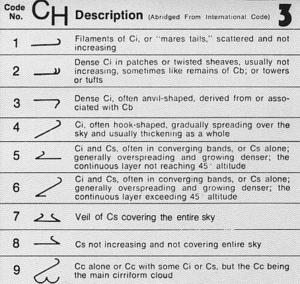 Code
No.
CH
Description (Abridged From International Code)
3
1
Filaments of Ci, or "mares tails," scattered and not
increasing
2
Dense Ci in patches or twisted sheaves, usually not
increasing, sometimes like remains of Cb; or towers
or tufts
3
Dense Ci, often anvil-shaped, derived from or asso-
ciated with Cb
4
Ci, often hook-shaped, gradually spreading over the
sky and usually thickening as a whole
5
Ci and Cs, often in converging bands, or Cs alone;
generally overspreading and growing denser; the
continuous layer not reaching 45° altitude
6
Ci and Cs, often in converging bands, or Cs alone;
generally overspreading and growing denser; the
continuous layer exceeding 45° altitude
7
Veil of Cs covering the entire sky
8
Cs not increasing and not covering entire sky
9
Cc alone or Cc with some Ci or Cs, but the Cc being
the main cirriform cloud